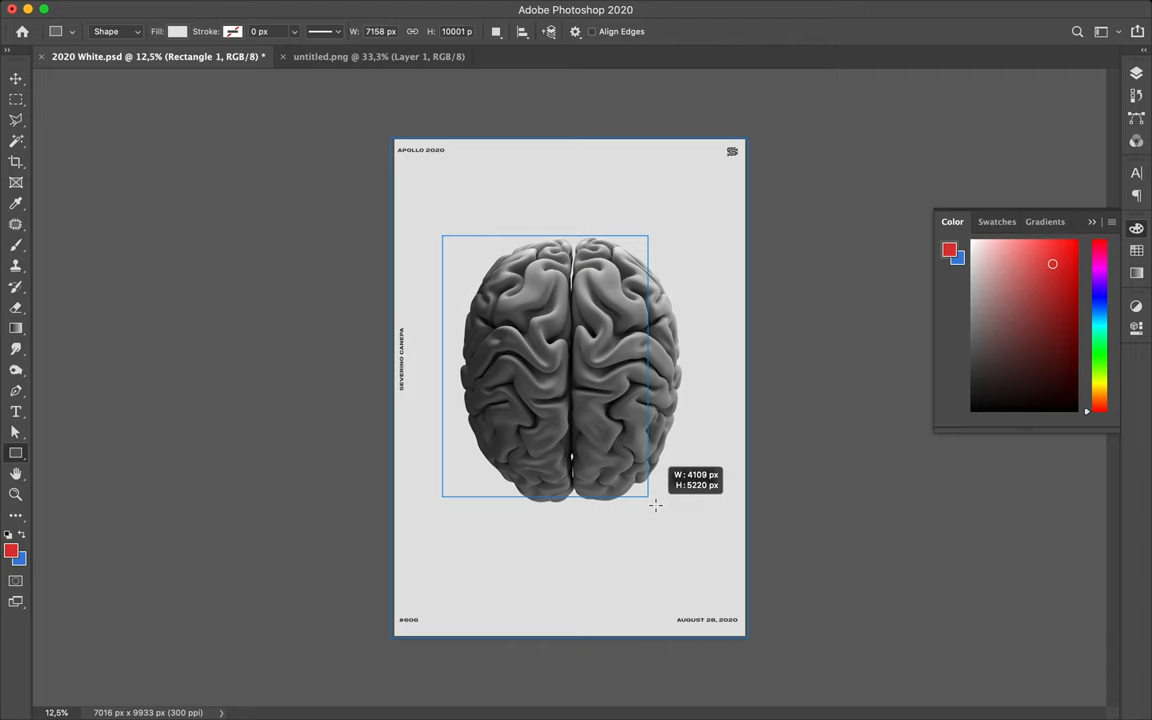 Adobe Photoshop 2020
Shape
Fill:
Stroke:
0 px
W: 7158 px
H: 10001 p
Align Edges
2020 White.psd @ 12,5% (Rectangle 1, RGB/8) *
untitled.png @ 33,3% (Layer 1, RGB/8)
APOLLO 2020
SEVERINO CANEPA
W: 4109 px
H: 5220 px
#606
AUGUST 28, 2020
Color
Swatches
Gradients
12,5%
7016 px x 9933 px (300 ppi)